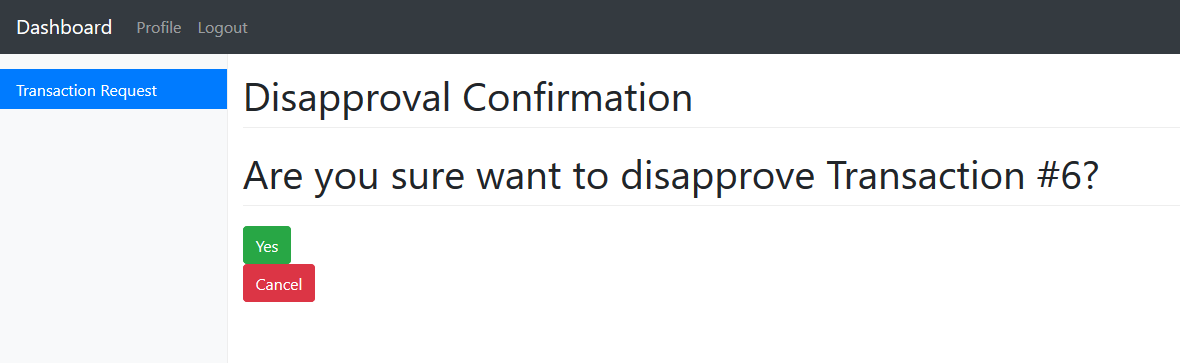 Dashboard Profile Logout
Transaction Request
Disapproval Confirmation
Are you sure want to disapprove Transaction #6?
Yes
Cancel